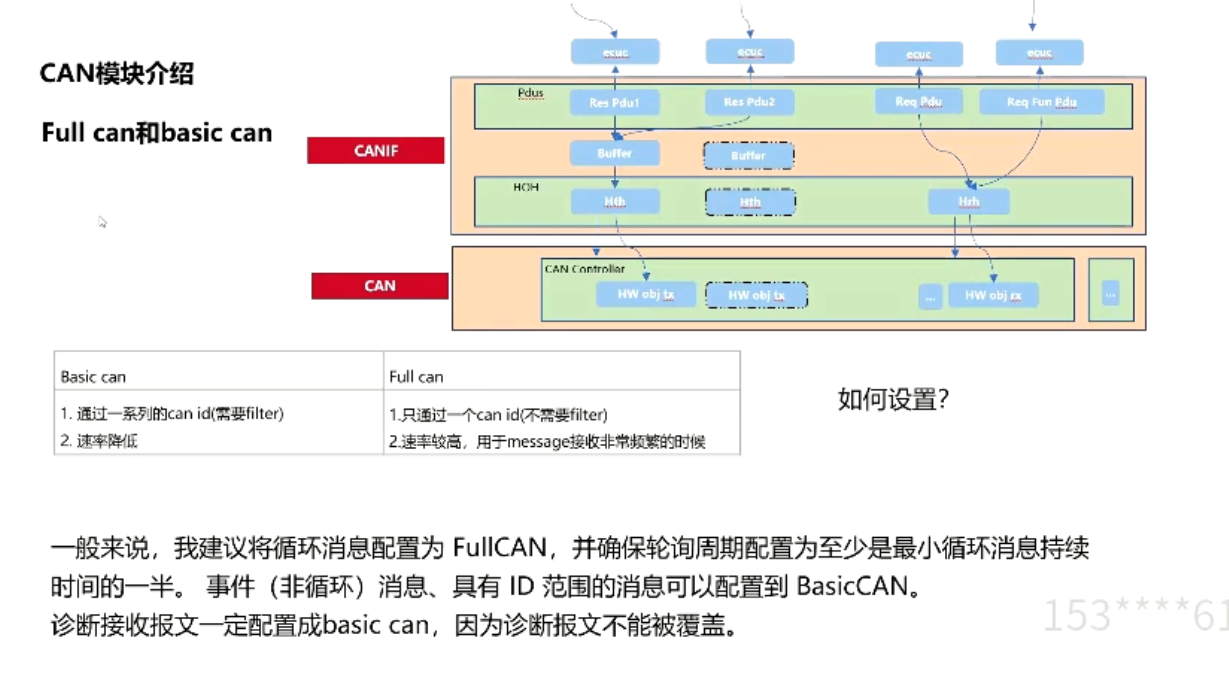 CAN模块介绍
Full can和basic can
ecuc
ecuc
ecuc
ecuc
Pdus
Res Pdu1
Res Pdu2
Req Pdu
Req Fun Pdu
CANIF
Buffer
Buffer
HOH
Hth
Hth
Hrh
CAN
CAN Controller
HW obj tx
HW obj tx
...
HW obj rx
...
Basic can
Full can
1. 通过一系列的can id(需要filter)
2. 速率降低
1.只通过一个can id(不需要filter)
2.速率较高，用于message接收非常频繁的时候
如何设置？
一般来说，我建议将循环消息配置为 FullCAN，并确保轮询周期配置为至少是最小循环消息持续
时间的一半。 事件（非循环）消息、具有 ID 范围的消息可以配置到 BasicCAN。
诊断接收报文一定配置成basic can，因为诊断报文不能被覆盖。
153****61